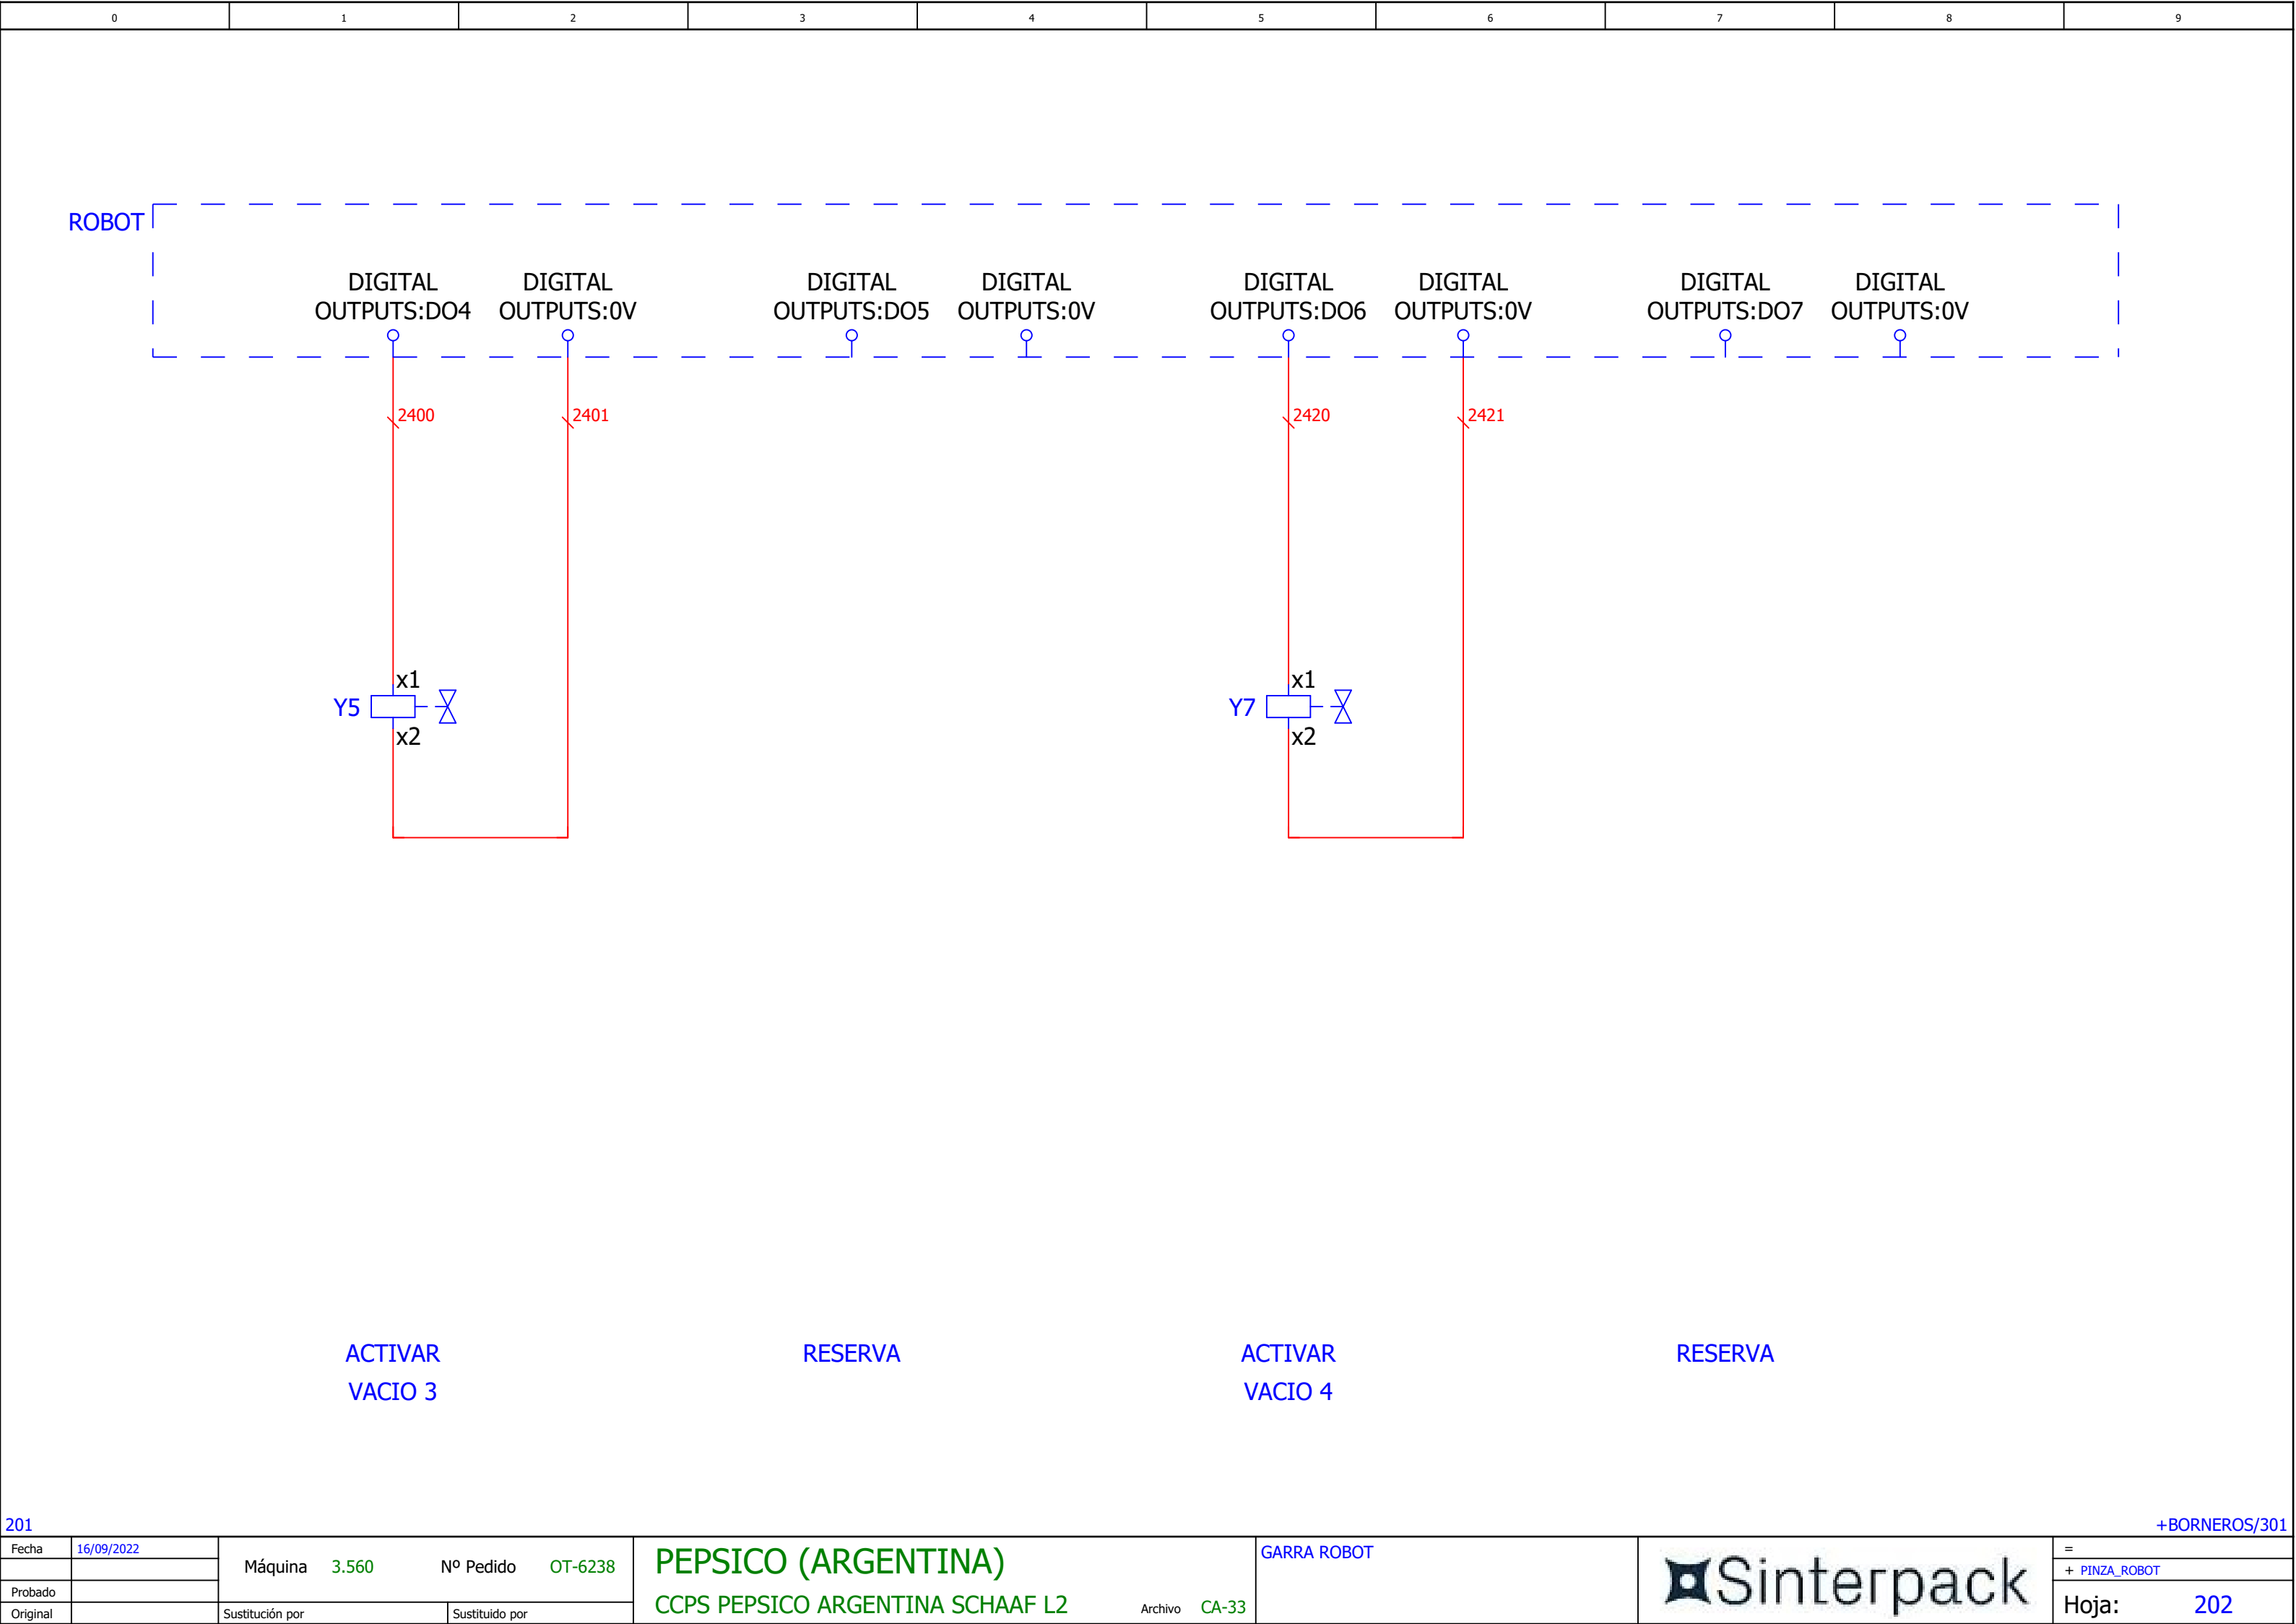 0 1 2 3 4 5 6 7 8 9
ROBOT
DIGITAL DIGITAL DIGITAL DIGITAL DIGITAL DIGITAL DIGITAL DIGITAL
OUTPUTS:DO4 OUTPUTS:0V OUTPUTS:DO5 OUTPUTS:0V OUTPUTS:DO6 OUTPUTS:0V OUTPUTS:DO7 OUTPUTS:0V
2400 2401 2420 2421
x1 x1
Y5 Y7
x2 x2
ACTIVAR RESERVA ACTIVAR RESERVA
VACIO 3 VACIO 4
201 +BORNEROS/301
Fecha 16/09/2022
Máquina 3.560 Nº Pedido OT-6238
Probado
Original Sustitución por Sustituido por
PEPSICO (ARGENTINA)
CCPS PEPSICO ARGENTINA SCHAAF L2 Archivo CA-33
GARRA ROBOT
Sinterpack
=
+ PINZA_ROBOT
Hoja: 202